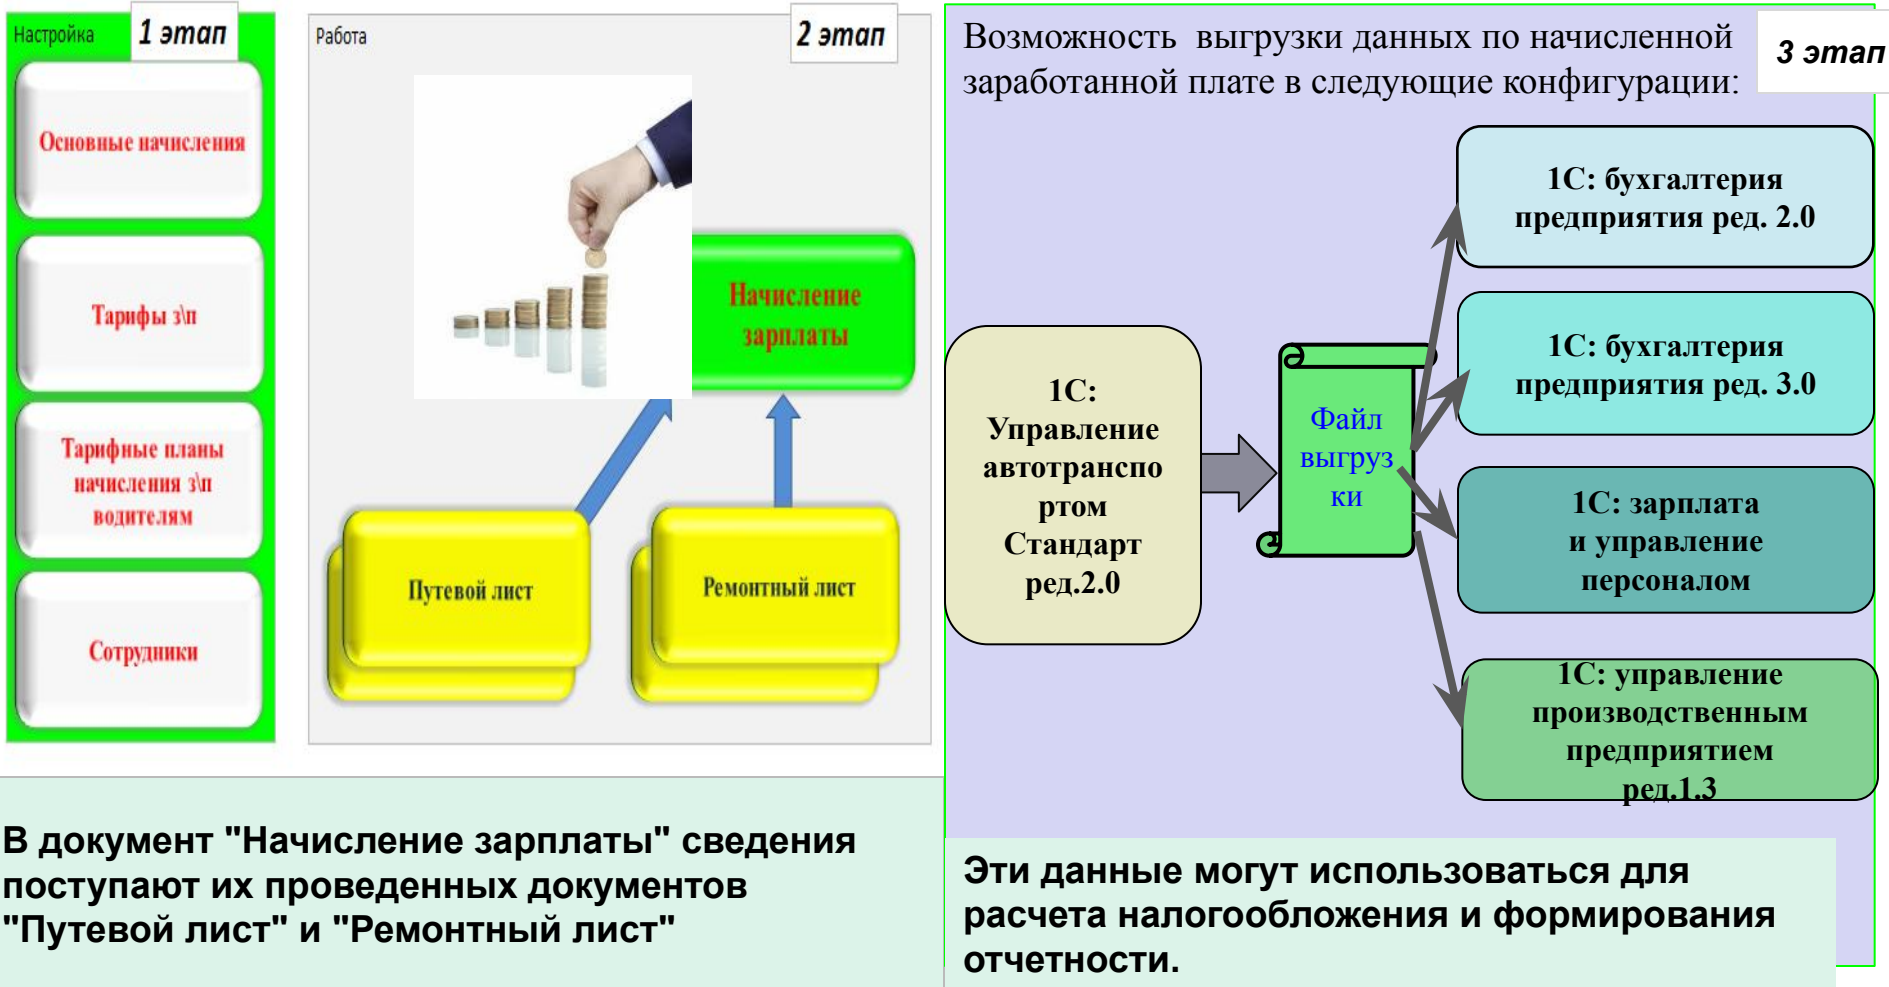 Настройка
1 этап
Основные начисления
Тарифы з\п
Тарифные планы
начисления з\п
водителям
Сотрудники
Работа
2 этап
Начисление
зарплаты
Путевой лист
Ремонтный лист
В документ "Начисление зарплаты" сведения
поступают их проведенных документов
"Путевой лист" и "Ремонтный лист"
Возможность выгрузки данных по начисленной
заработанной плате в следующие конфигурации:
3 этап
1С:
Управление
автотранспо
ртом
Стандарт
ред.2.0
Файл
выгруз
ки
1С: бухгалтерия
предприятия ред. 2.0
1С: бухгалтерия
предприятия ред. 3.0
1С: зарплата
и управление
персоналом
1С: управление
производственным
предприятием
ред.1.3
Эти данные могут использоваться для
расчета налогообложения и формирования
отчетности.